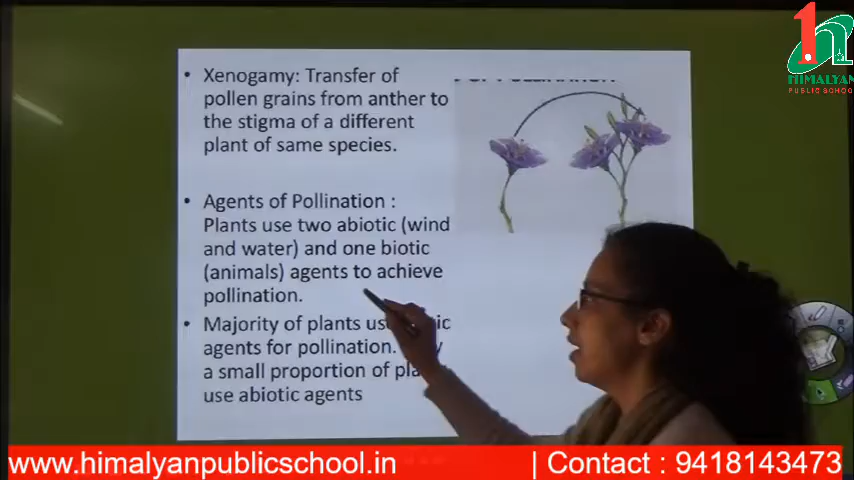 • Xenogamy: Transfer of
pollen grains from anther to
the stigma of a different
plant of same species.
• Agents of Pollination :
Plants use two abiotic (wind
and water) and one biotic
(animals) agents to achieve
pollination.
• Majority of plants
agents for pollination.
a small proportion of
use abiotic agents
HIMALYAN
PUBLIC SCHOO
www.himalyanpublicschool.in | Contact : 9418143473